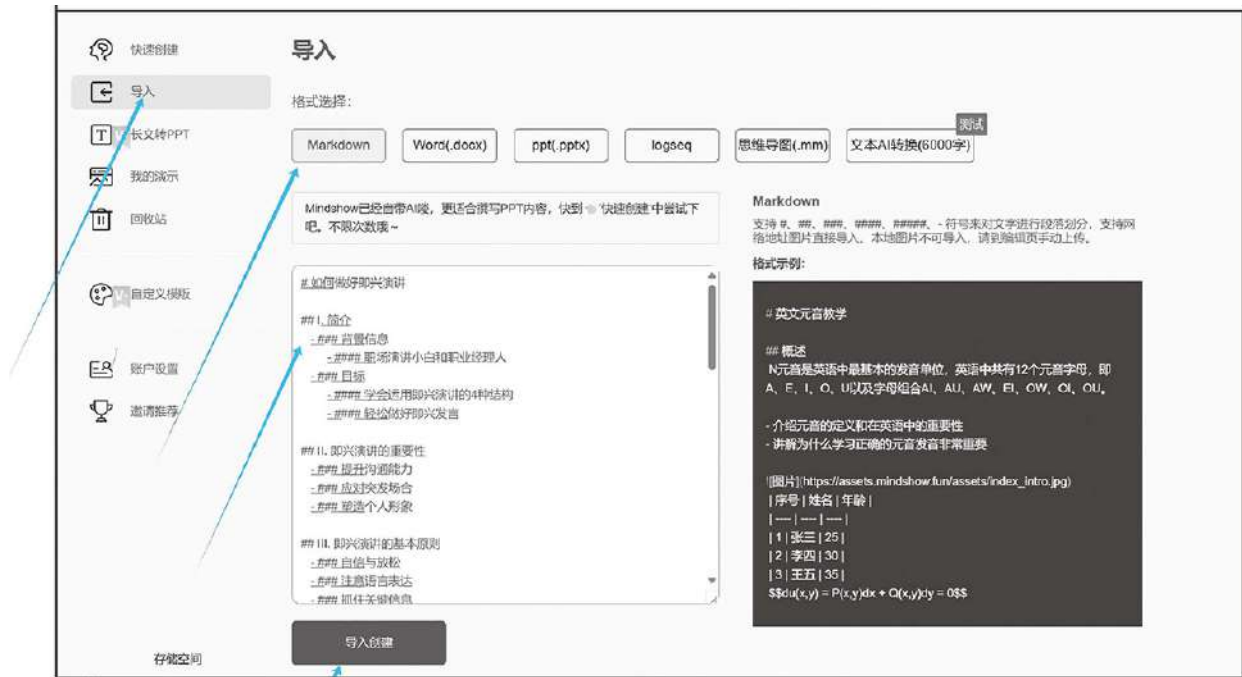 快速创建
导入
长文转PPT
我的演示
回收站
自定义模版
账户设置
邀请推荐
存储空间
导入
格式选择：
Markdown
Word(.docx)
ppt(.pptx)
logseq
思维导图(.mm)
文本AI转换(6000字)
测试
Mindshow已经自带AI啦，更适合撰写PPT内容，快到 “快速创建”中尝试下
吧。不限次数哦~
# 如何做好即兴演讲
## I. 简介
- ### 背景信息
- #### 职场演讲小白和职业经理人
- ### 目标
- #### 学会运用即兴演讲的4种结构
- #### 轻松做好即兴发言
## II. 即兴演讲的重要性
- ### 提升沟通能力
- ### 应对突发场合
- ### 塑造个人形象
## III. 即兴演讲的基本原则
- ### 自信与放松
- ### 注意语言表达
- ### 抓住关键信息
导入创建
Markdown
支持 #、##、###、####、#####、- 符号来对文字进行段落划分，支持网
络地址图片直接导入，本地图片不可导入，请到编辑页手动上传。
格式示例：
# 英文元音教学
## 概述
N元音是英语中最基本的发音单位，英语中共有12个元音字母，即
A、E、I、O、U以及字母组合AI、AU、AW、EI、OW、OI、OU。
- 介绍元音的定义和在英语中的重要性
- 讲解为什么学习正确的元音发音非常重要
![图片](https://assets.mindshow.fun/assets/index_intro.jpg)
| 序号 | 姓名 | 年龄 |
| --- | --- | --- |
| 1 | 张三 | 25 |
| 2 | 李四 | 30 |
| 3 | 王五 | 35 |
$$du(x,y) = P(x,y)dx + Q(x,y)dy = 0$$